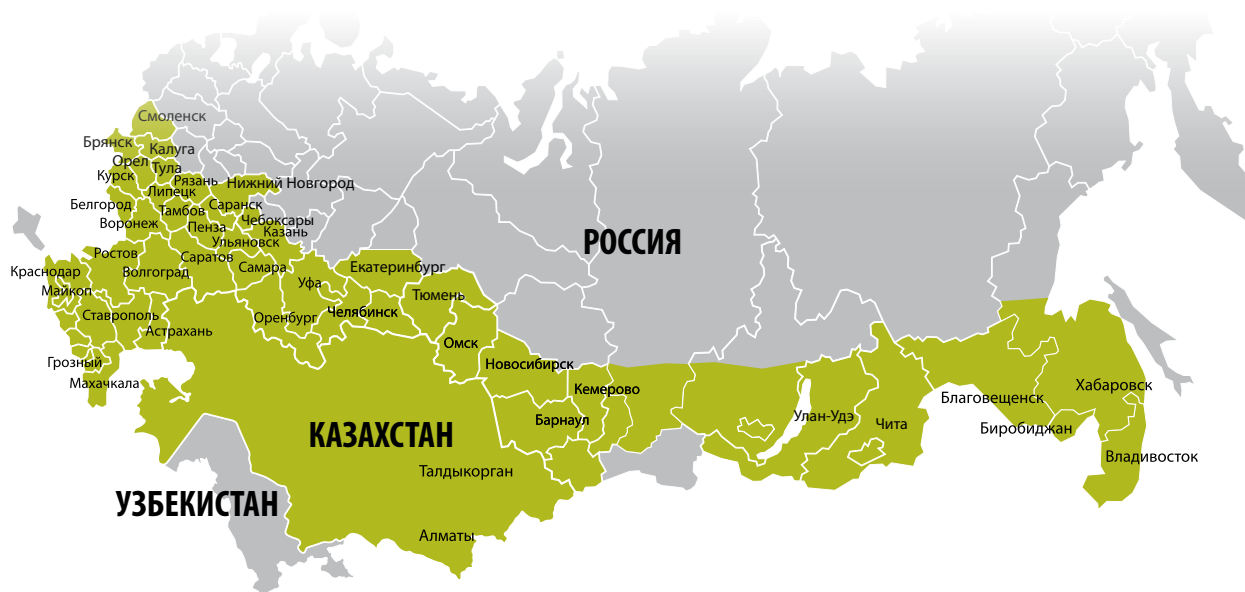 Смоленск
Брянск
Калуга
Орел
Тула
Курск
Рязань
Нижний Новгород
Липецк
Белгород
Тамбов
Саранск
Воронеж
Пенза
Чебоксары
Казань
Ульяновск
РОССИЯ
Ростов
Саратов
Краснодар
Волгоград
Самара
Екатеринбург
Майкоп
Уфа
Тюмень
Ставрополь
Оренбург
Челябинск
Астрахань
Омск
Грозный
Новосибирск
Махачкала
Кемерово
Хабаровск
Благовещенск
Барнаул
Улан-Удэ
Чита
Биробиджан
КАЗАХСТАН
Владивосток
Талдыкорган
УЗБЕКИСТАН
Алматы